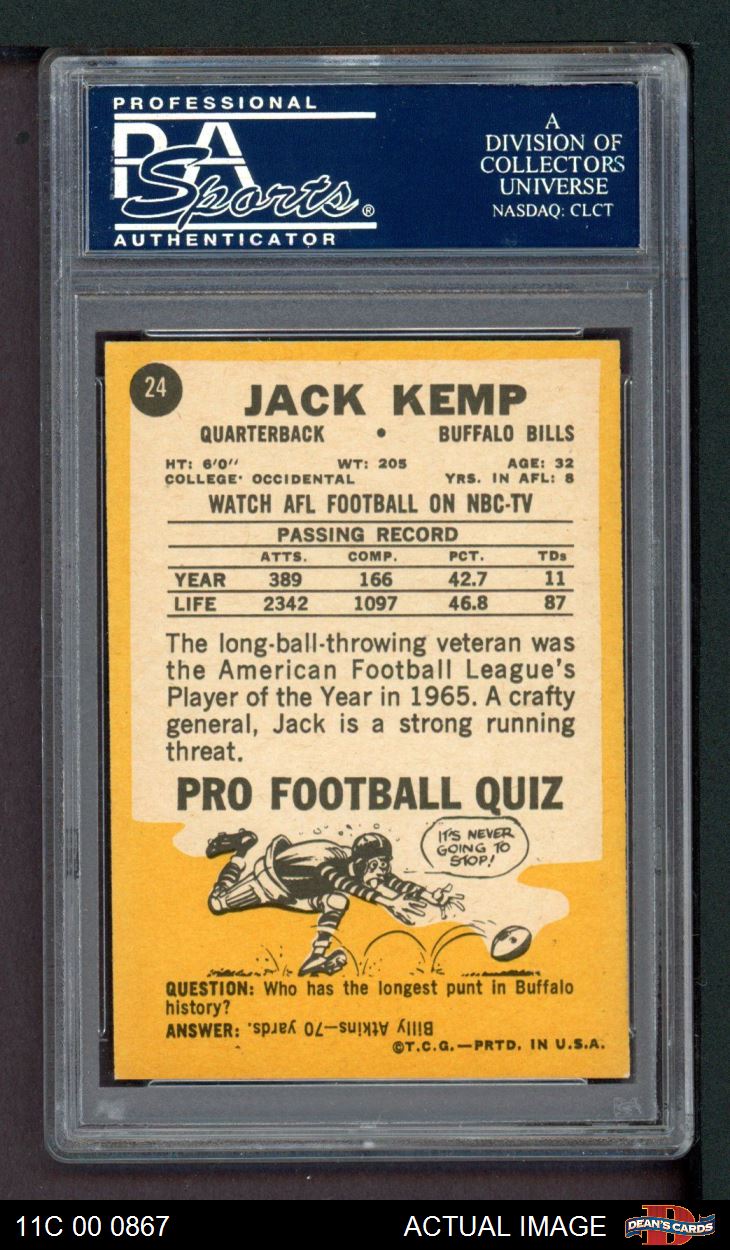 PROFESSIONAL
PSA
Sports®
AUTHENTICATOR
A
DIVISION OF
COLLECTORS
UNIVERSE
NASDAQ: CLCT
24
JACK KEMP
QUARTERBACK • BUFFALO BILLS
HT: 6'0'' WT: 205 AGE: 32
COLLEGE: OCCIDENTAL YRS. IN AFL: 8
WATCH AFL FOOTBALL ON NBC-TV
PASSING RECORD
ATTS. COMP. PCT. TDs
YEAR 389 166 42.7 11
LIFE 2342 1097 46.8 87
The long-ball-throwing veteran was
the American Football League's
Player of the Year in 1965. A crafty
general, Jack is a strong running
threat.
PRO FOOTBALL QUIZ
IT'S NEVER
GOING TO
STOP!
QUESTION: Who has the longest punt in Buffalo
history?
ANSWER: Billy Atkins—70 yards.
©T.C.G.—PRTD. IN U.S.A.
11C 00 0867 ACTUAL IMAGE
DEAN'S CARDS